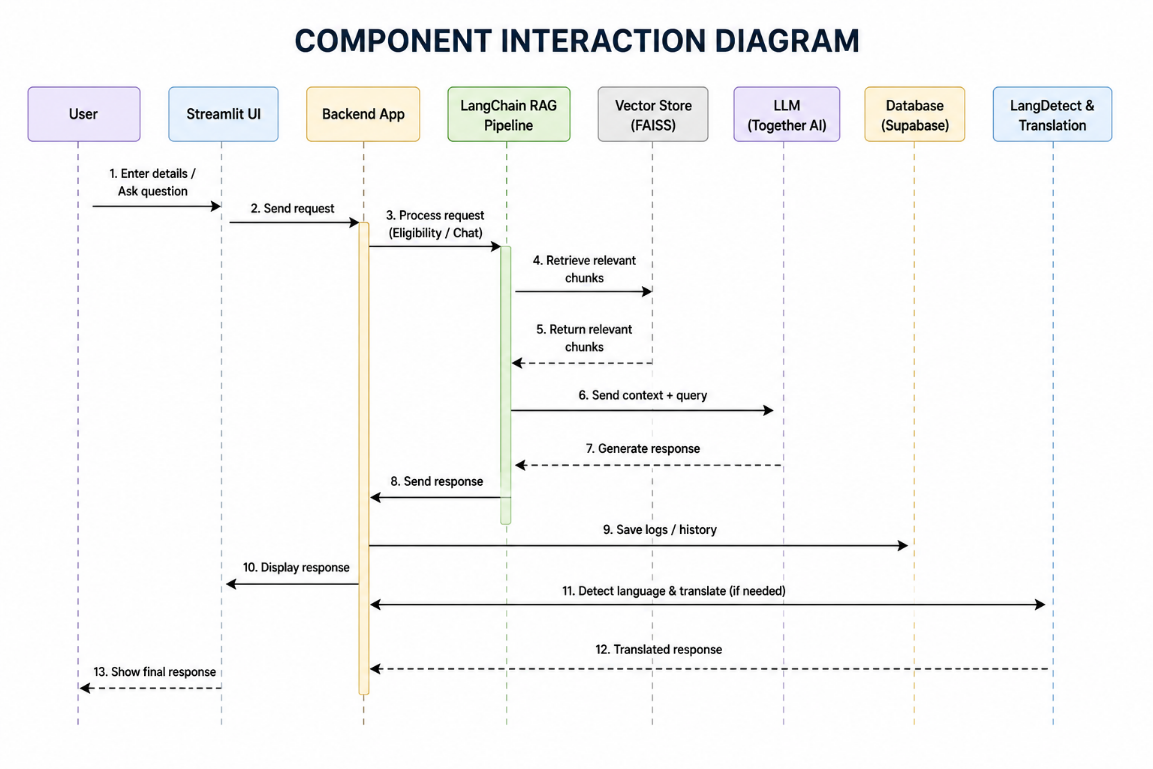 COMPONENT INTERACTION DIAGRAM
User
Streamlit UI
Backend App
LangChain RAG
Pipeline
Vector Store
(FAISS)
LLM
(Together AI)
Database
(Supabase)
LangDetect &
Translation
1. Enter details /
Ask question
2. Send request
3. Process request
(Eligibility / Chat)
4. Retrieve relevant
chunks
5. Return relevant
chunks
6. Send context + query
7. Generate response
8. Send response
9. Save logs / history
10. Display response
11. Detect language & translate (if needed)
12. Translated response
13. Show final response